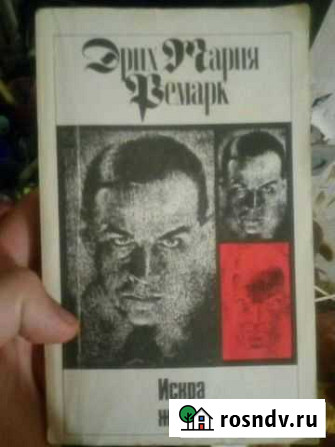 Эрих Мария
Ремарк
Искра
ж
rosndv.ru